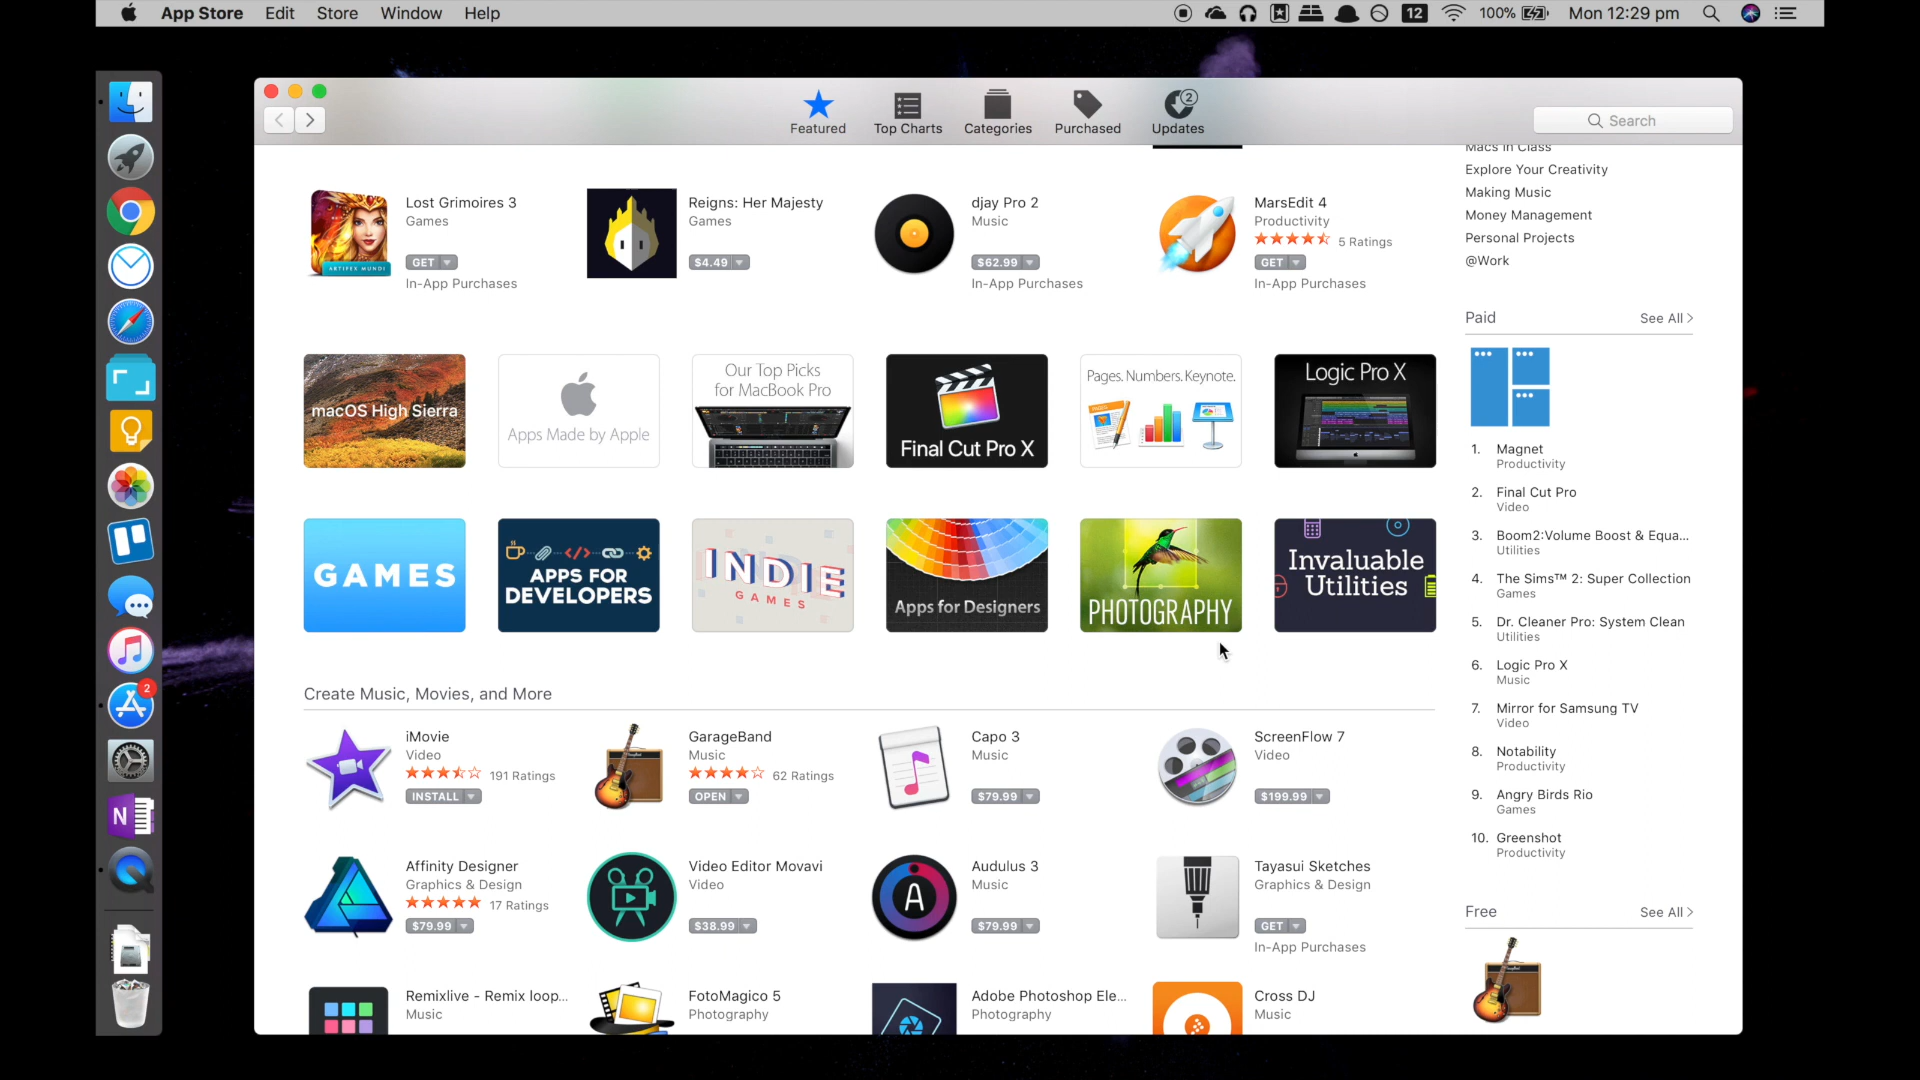 App Store Edit Store Window Help
12 100% Mon 12:29 pm
Featured
Top Charts
Categories
Purchased
2
Updates
Search
Lost Grimoires 3
Games
GET
In-App Purchases
ARTIFEX MUNDI
Reigns: Her Majesty
Games
$4.49
djay Pro 2
Music
$62.99
In-App Purchases
MarsEdit 4
Productivity
5 Ratings
GET
In-App Purchases
macOS High Sierra
Apps Made by Apple
Our Top Picks
for MacBook Pro
Final Cut Pro X
Pages. Numbers. Keynote.
Logic Pro X
GAMES
APPS FOR
DEVELOPERS
INDIE
GAMES
Apps for Designers
PHOTOGRAPHY
Invaluable
Utilities
Create Music, Movies, and More
iMovie
Video
191 Ratings
INSTALL
GarageBand
Music
62 Ratings
OPEN
Capo 3
Music
$79.99
ScreenFlow 7
Video
$199.99
Affinity Designer
Graphics & Design
17 Ratings
$79.99
Video Editor Movavi
Video
$38.99
A
Audulus 3
Music
$79.99
Tayasui Sketches
Graphics & Design
GET
In-App Purchases
Remixlive - Remix loop...
Music
FotoMagico 5
Photography
Adobe Photoshop Ele...
Photography
Cross DJ
Music
Macs in Class
Explore Your Creativity
Making Music
Money Management
Personal Projects
@Work
Paid
See All >
1. Magnet
Productivity
2. Final Cut Pro
Video
3. Boom2:Volume Boost & Equa...
Utilities
4. The Sims™ 2: Super Collection
Games
5. Dr. Cleaner Pro: System Clean
Utilities
6. Logic Pro X
Music
7. Mirror for Samsung TV
Video
8. Notability
Productivity
9. Angry Birds Rio
Games
10. Greenshot
Productivity
Free
See All >
2
N